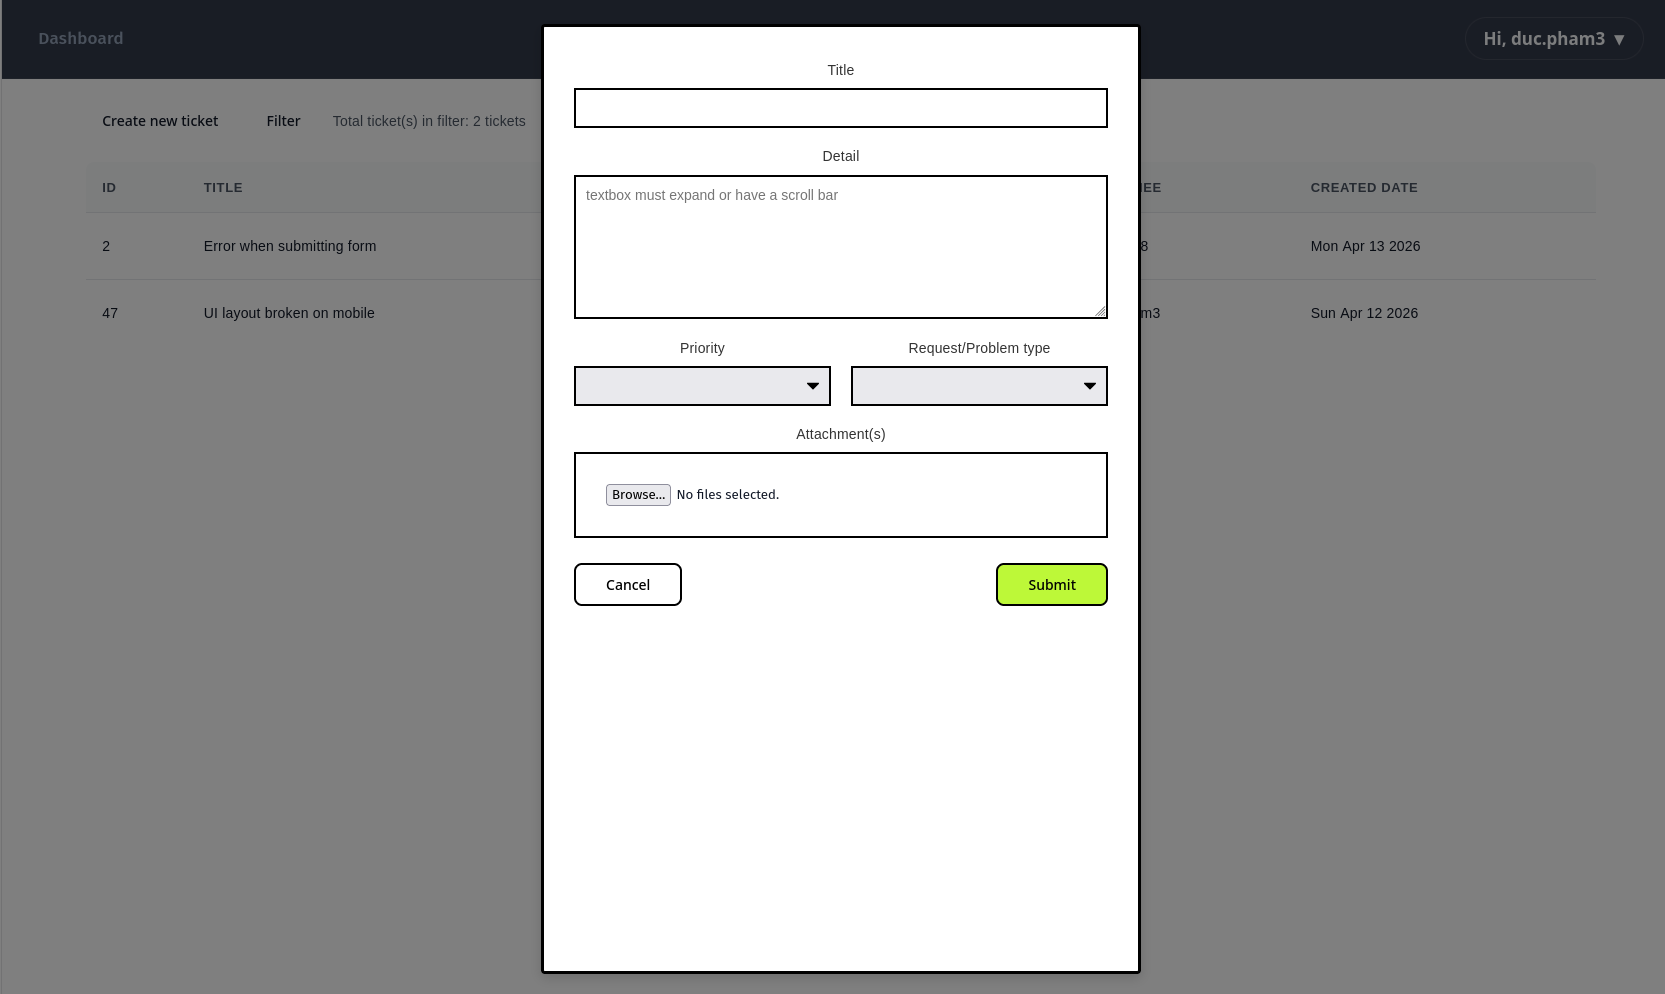 Dashboard
Hi, duc.pham3 ▼
Create new ticket Filter Total ticket(s) in filter: 2 tickets
ID TITLE CREATED DATE
2 Error when submitting form 8 Mon Apr 13 2026
47 UI layout broken on mobile m3 Sun Apr 12 2026
Title
Detail
textbox must expand or have a scroll bar
Priority Request/Problem type
Attachment(s)
Browse... No files selected.
Cancel Submit